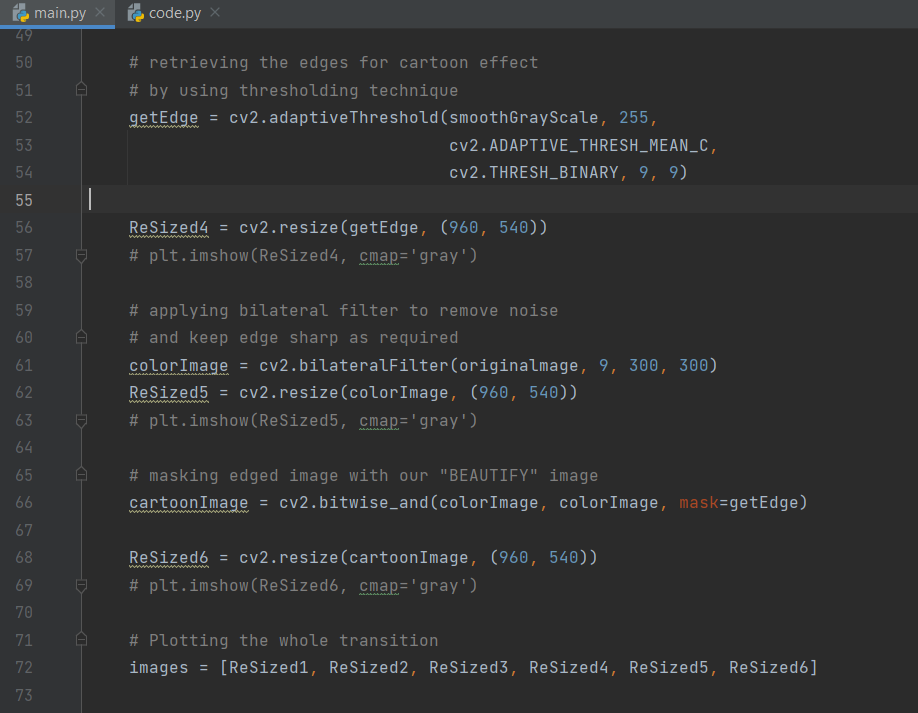 main.py code.py
49
50 # retrieving the edges for cartoon effect
51 # by using thresholding technique
52 getEdge = cv2.adaptiveThreshold(smoothGrayScale, 255,
53 cv2.ADAPTIVE_THRESH_MEAN_C,
54 cv2.THRESH_BINARY, 9, 9)
55
56 ReSized4 = cv2.resize(getEdge, (960, 540))
57 # plt.imshow(ReSized4, cmap='gray')
58
59 # applying bilateral filter to remove noise
60 # and keep edge sharp as required
61 colorImage = cv2.bilateralFilter(originalmage, 9, 300, 300)
62 ReSized5 = cv2.resize(colorImage, (960, 540))
63 # plt.imshow(ReSized5, cmap='gray')
64
65 # masking edged image with our "BEAUTIFY" image
66 cartoonImage = cv2.bitwise_and(colorImage, colorImage, mask=getEdge)
67
68 ReSized6 = cv2.resize(cartoonImage, (960, 540))
69 # plt.imshow(ReSized6, cmap='gray')
70
71 # Plotting the whole transition
72 images = [ReSized1, ReSized2, ReSized3, ReSized4, ReSized5, ReSized6]
73